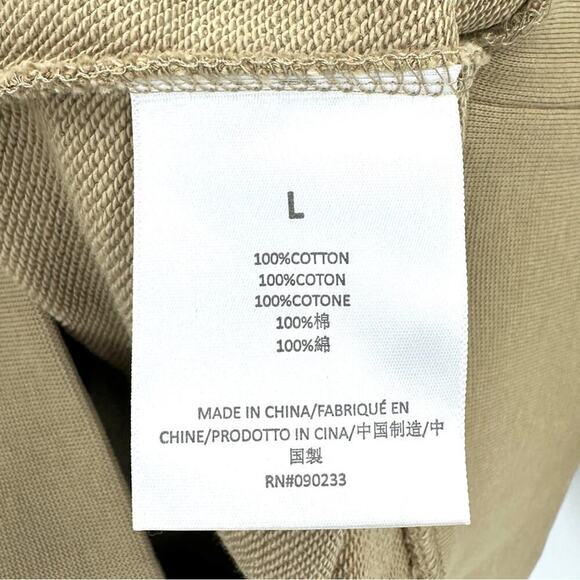 L
100%COTTON
100%COTON
100%COTONE
100%棉
100%綿
MADE IN CHINA/FABRIQUÉ EN
CHINE/PRODOTTO IN CINA/中国制造/中
国製
RN#090233